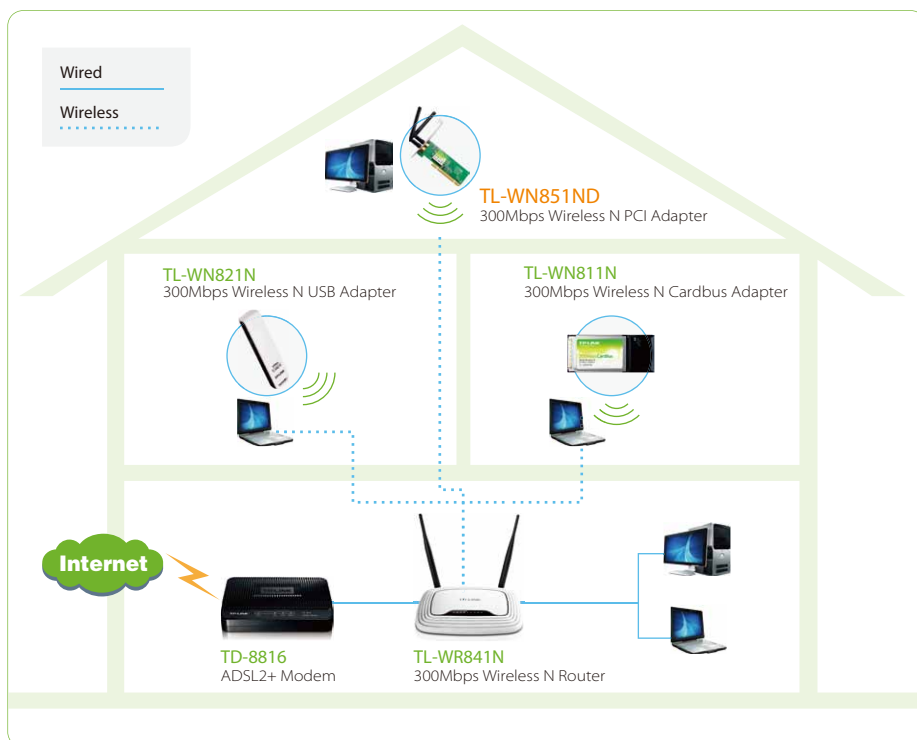 Wired
Wireless
TL-WN851ND
300Mbps Wireless N PCI Adapter
TL-WN821N
300Mbps Wireless N USB Adapter
TL-WN811N
300Mbps Wireless N Cardbus Adapter
Internet
TD-8816
ADSL2+ Modem
TL-WR841N
300Mbps Wireless N Router